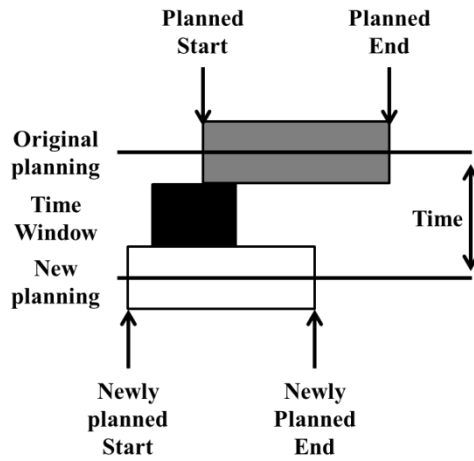 Planned
Start
Planned
End
Original
planning
Time
Window
Time
New
planning
Newly
planned
Start
Newly
Planned
End